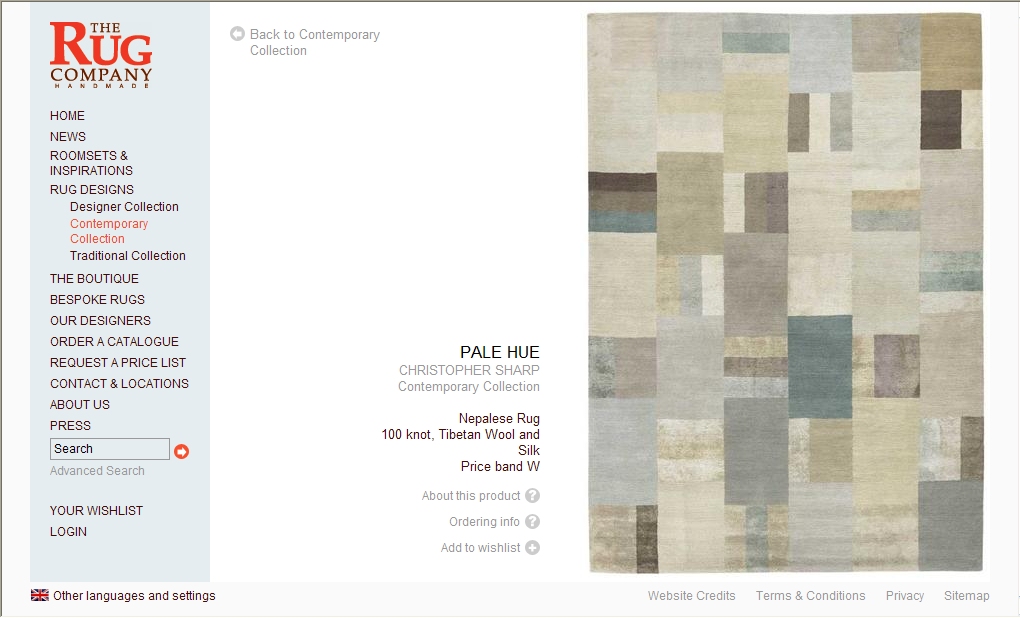 THE
RUG
COMPANY
HANDMADE
HOME
NEWS
ROOMSETS &
INSPIRATIONS
RUG DESIGNS
Designer Collection
Contemporary
Collection
Traditional Collection
THE BOUTIQUE
BESPOKE RUGS
OUR DESIGNERS
ORDER A CATALOGUE
REQUEST A PRICE LIST
CONTACT & LOCATIONS
ABOUT US
PRESS
Search
Advanced Search
YOUR WISHLIST
LOGIN
Back to Contemporary
Collection
PALE HUE
CHRISTOPHER SHARP
Contemporary Collection
Nepalese Rug
100 knot, Tibetan Wool and
Silk
Price band W
About this product ?
Ordering info ?
Add to wishlist +
Other languages and settings
Website Credits Terms & Conditions Privacy Sitemap